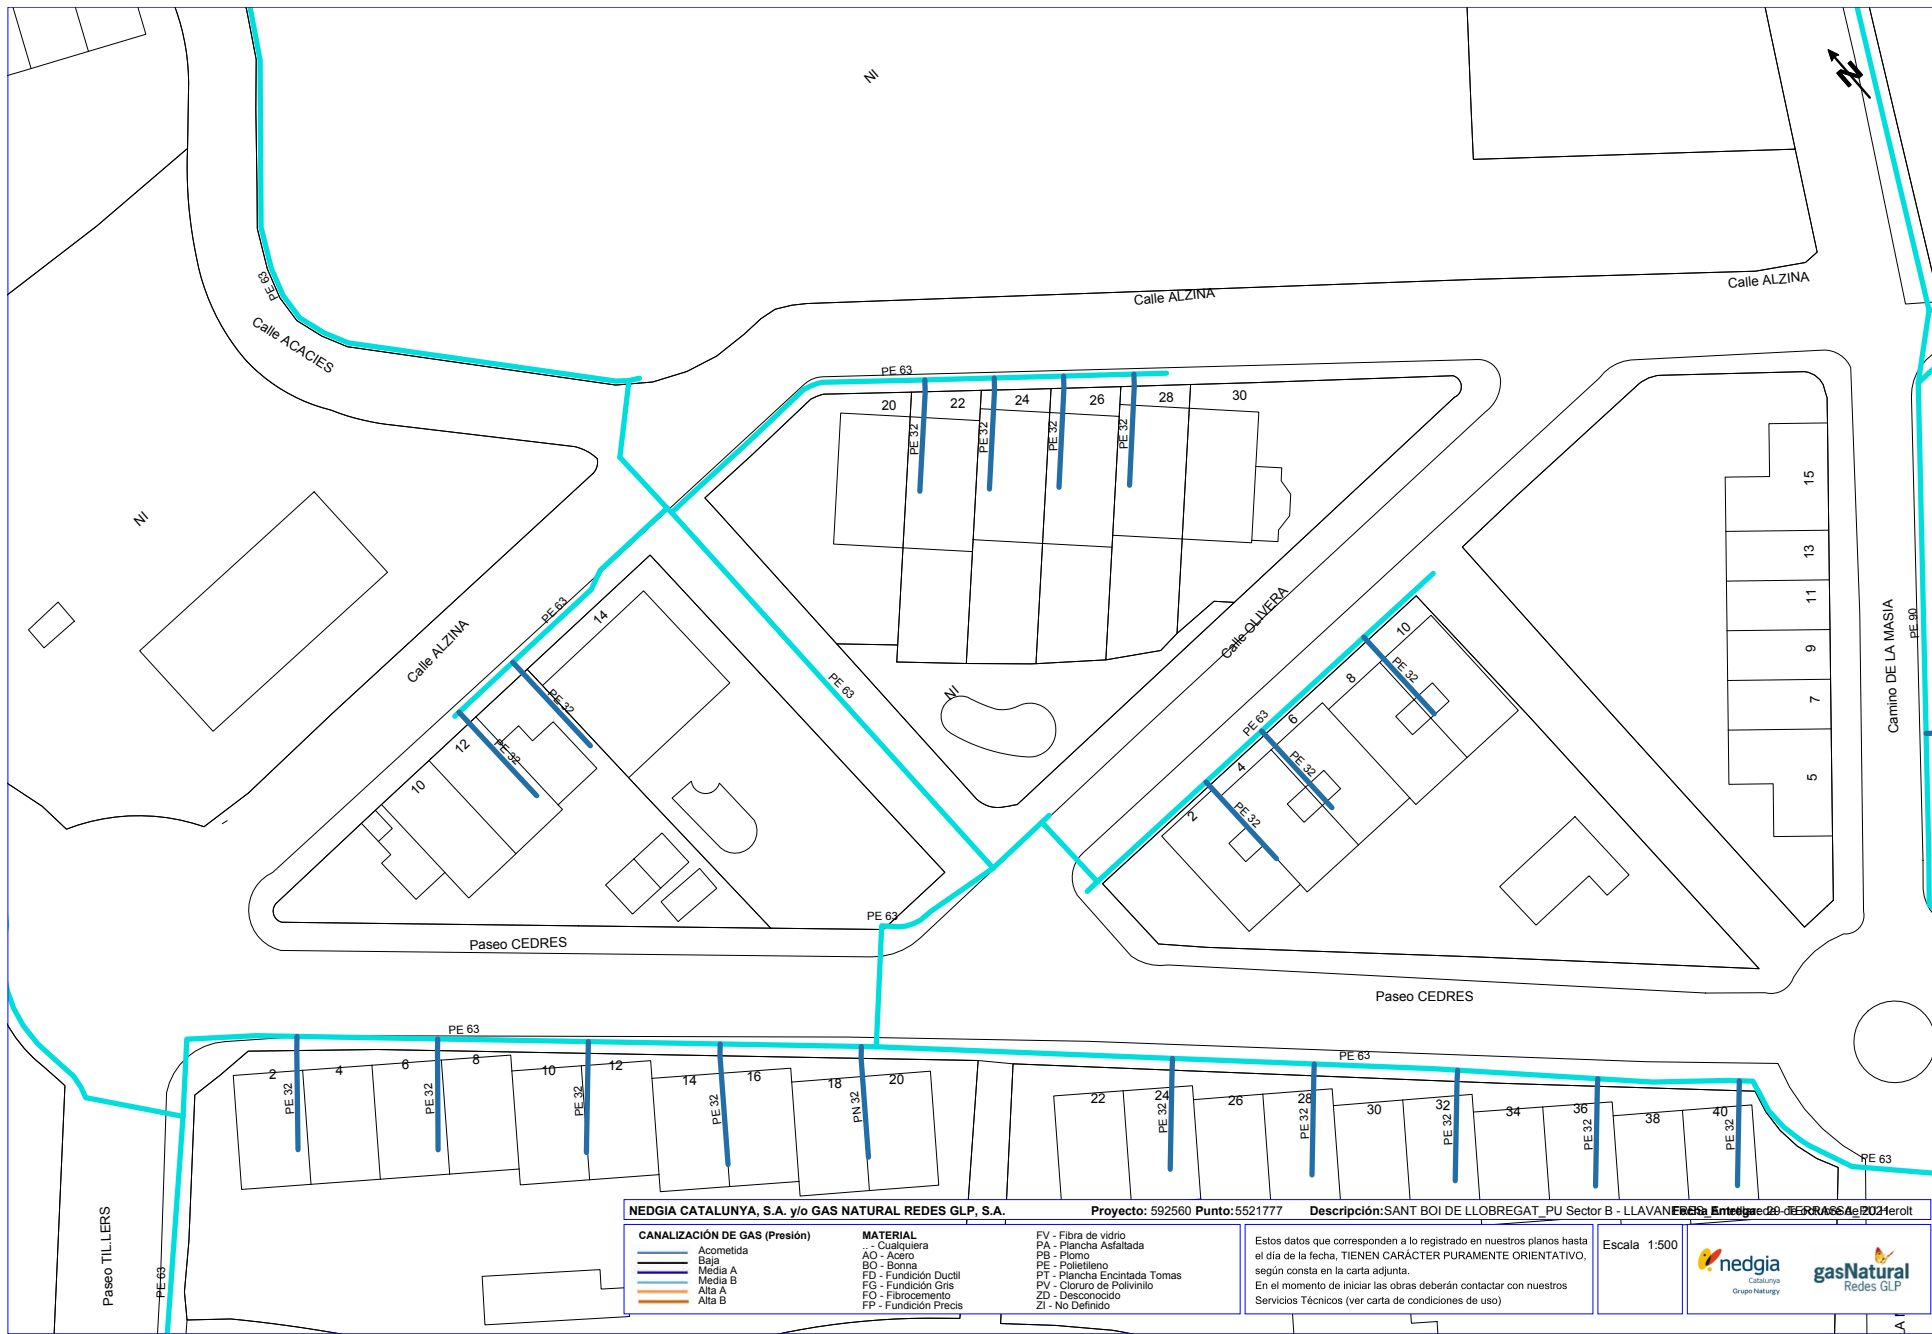 NI
N
PE 63
Calle ACACIES
Calle ALZINA
Calle ALZINA
PE 63
20
22
24
26
28
30
PE 32
PE 32
PE 32
PE 32
NI
15
13
11
9
7
5
Camino DE LA MASIA
PE 90
PE 63
14
Calle ALZINA
PE 32
12
PE 32
10
PE 63
NI
Calle OLIVERA
10
PE 32
8
6
PE 63
4
PE 32
2
PE 32
PE 63
Paseo CEDRES
Paseo CEDRES
PE 63
PE 63
2
4
6
8
10
12
14
16
18
20
22
24
26
28
30
32
34
36
38
40
PE 32
PE 32
PE 32
PE 32
PN 32
PE 32
PE 32
PE 32
PE 32
PE 32
PE 63
Paseo TIL.LERS
PE 63
NEDGIA CATALUNYA, S.A. y/o GAS NATURAL REDES GLP, S.A.
Proyecto: 592560 Punto:5521777
Descripción:SANT BOI DE LLOBREGAT_PU Sector B - LLAVAN
Fecha Entrega:
CANALIZACIÓN DE GAS (Presión)
Acometida
Baja
Media A
Media B
Alta A
Alta B
MATERIAL
.. - Cualquiera
AO - Acero
BO - Bonna
FD - Fundición Ductil
FG - Fundición Gris
FO - Fibrocemento
FP - Fundición Precis
FV - Fibra de vidrio
PA - Plancha Asfaltada
PB - Plomo
PE - Polietileno
PT - Plancha Encintada Tomas
PV - Cloruro de Polivinilo
ZD - Desconocido
ZI - No Definido
Estos datos que corresponden a lo registrado en nuestros planos hasta
el día de la fecha, TIENEN CARÁCTER PURAMENTE ORIENTATIVO,
según consta en la carta adjunta.
En el momento de iniciar las obras deberán contactar con nuestros
Servicios Técnicos (ver carta de condiciones de uso)
Escala 1:500
nedgia
Catalunya
Grupo Naturgy
gasNatural
Redes GLP